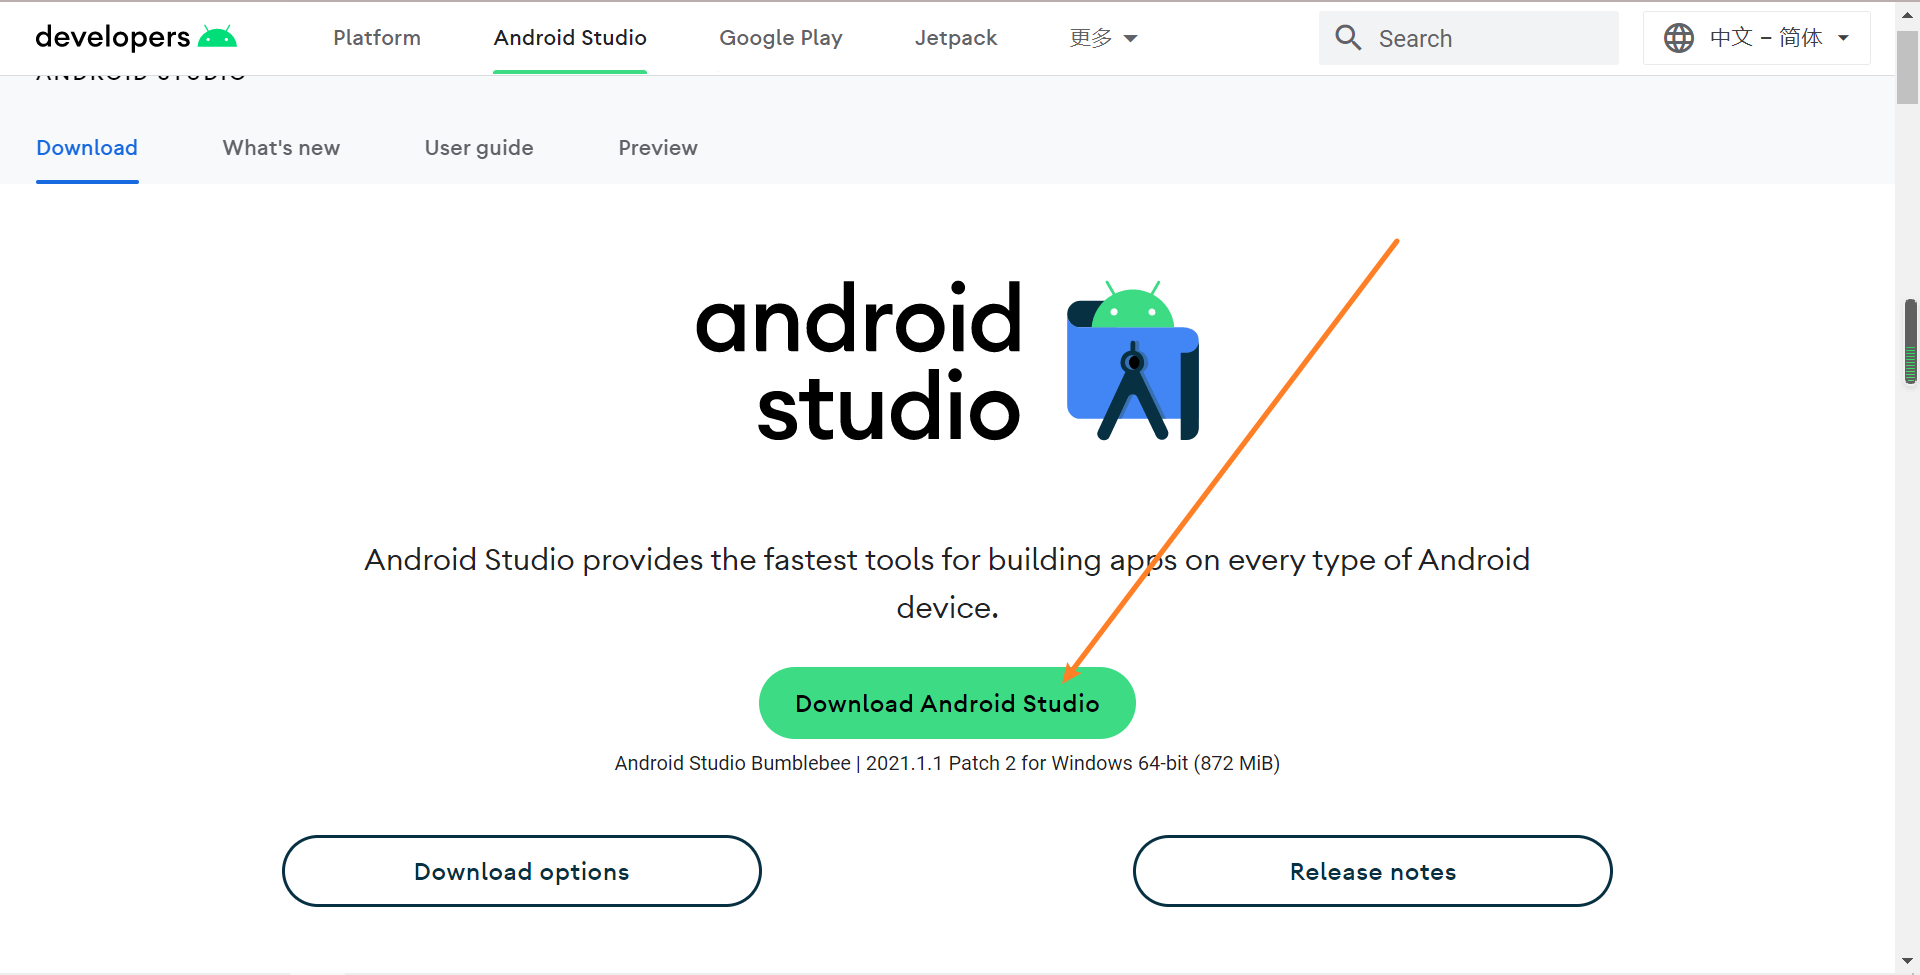 developers
Platform
Android Studio
Google Play
Jetpack
更多
Search
中文 – 简体
ANDROID STUDIO
Download
What's new
User guide
Preview
android
studio
Android Studio provides the fastest tools for building apps on every type of Android
device.
Download Android Studio
Android Studio Bumblebee | 2021.1.1 Patch 2 for Windows 64-bit (872 MiB)
Download options
Release notes